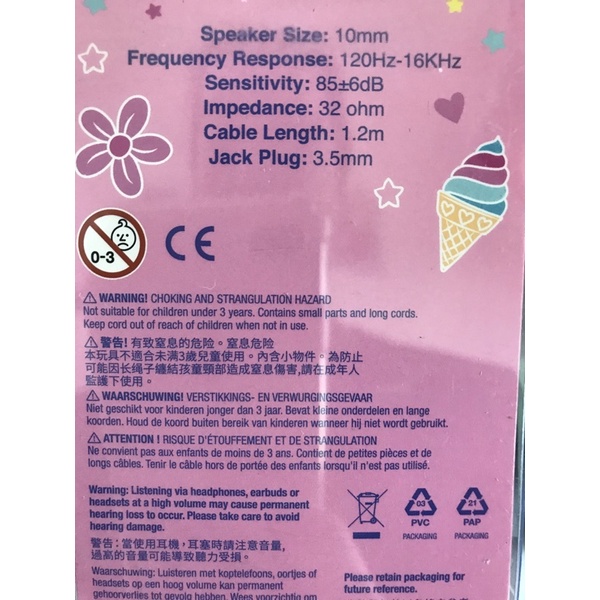 Speaker Size: 10mm
Frequency Response: 120Hz-16KHz
Sensitivity: 85±6dB
Impedance: 32 ohm
Cable Length: 1.2m
Jack Plug: 3.5mm
0-3
CE
⚠ WARNING! CHOKING AND STRANGULATION HAZARD
Not suitable for children under 3 years. Contains small parts and long cords.
Keep cord out of reach of children when not in use.
⚠ 警告! 有致窒息的危险。窒息危险
本玩具不適合未满3歲兒童使用。內含小物件。為防止
可能因长绳子缠結孩童頸部造成窒息傷害,請在成年人
監護下使用。
⚠ WAARSCHUWING! VERSTIKKINGS- EN VERWURGINGSGEVAAR
Niet geschikt voor kinderen jonger dan 3 jaar. Bevat kleine onderdelen en lange
koorden. Houd de koord buiten bereik van kinderen wanneer hij niet wordt gebruikt.
⚠ ATTENTION ! RISQUE D'ÉTOUFFEMENT ET DE STRANGULATION
Ne convient pas aux enfants de moins de 3 ans. Contient de petites pièces et de
longs câbles. Tenir le câble hors de portée des enfants lorsqu'il n'est pas utilisé.
Warning: Listening via headphones, earbuds or
headsets at a high volume may cause permanent
hearing loss to occur. Please take care to avoid
hearing damage.
警告:當使用耳機,耳塞時請注意音量,
過高的音量可能導致聽力受損。
Waarschuwing: Luisteren met koptelefoons, oortjes of
headsets op een hoog volume kan permanent
gehoorverlies tot gevolg hebben. Wees voorzichtig om
03
PVC
21
PAP
Please retain packaging for
future reference.